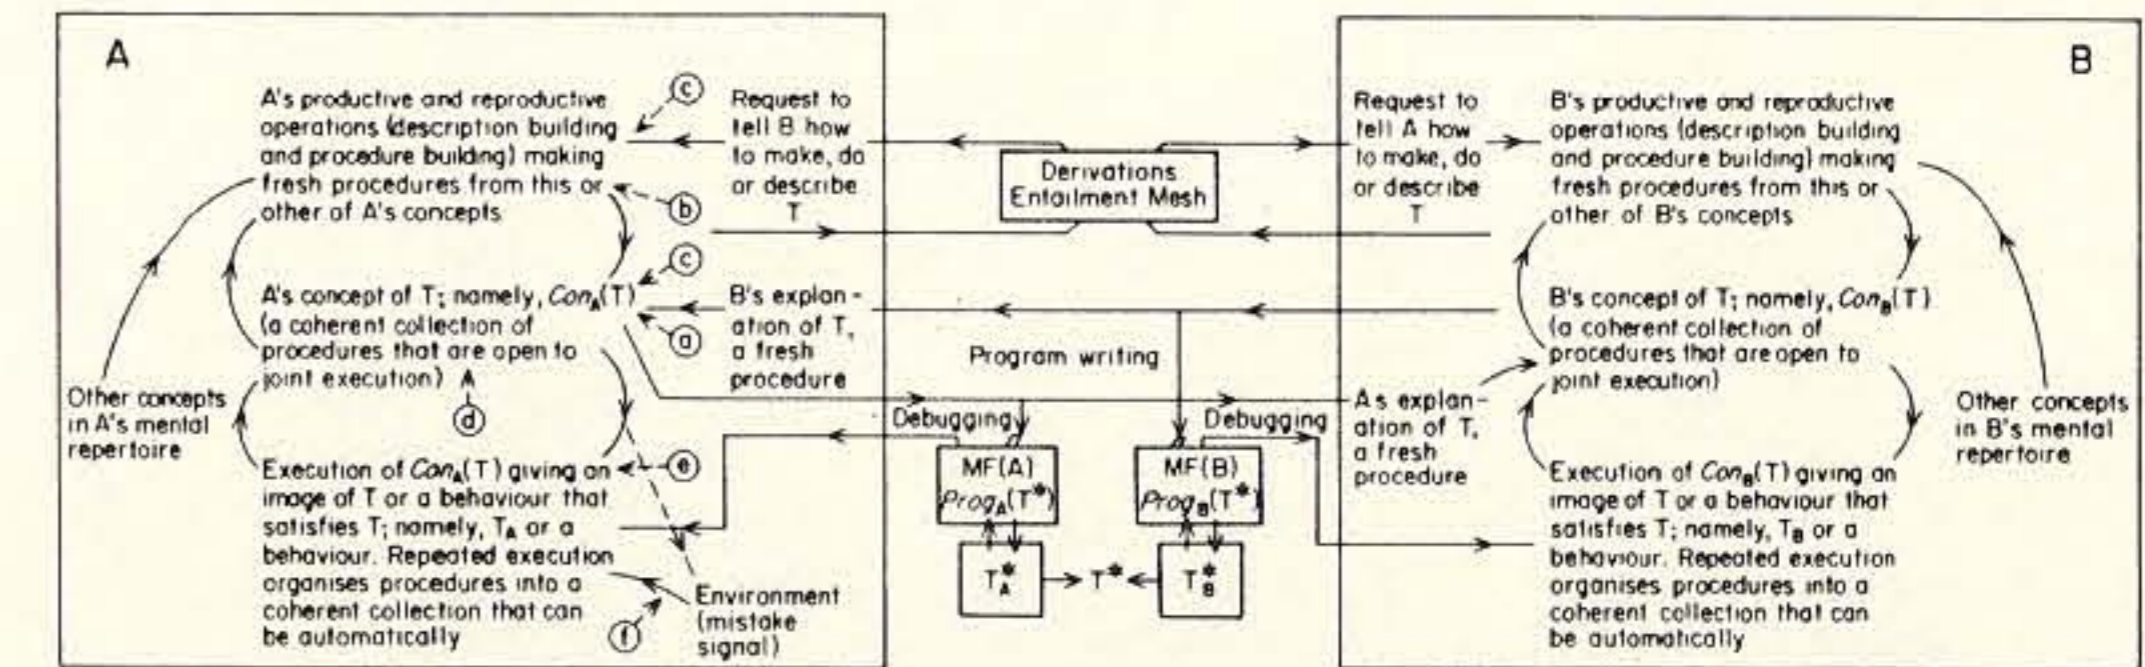 A
A's productive and reproductive
operations (description building
and procedure building) making
fresh procedures from this or
other of A's concepts
c
b
Request to
tell B how
to make, do
or describe
T
A's concept of T; namely, Con_A(T)
(a coherent collection of
procedures that are open to
joint execution) A
c
a
d
B's explan-
ation of T,
a fresh
procedure
Other concepts
in A's mental
repertoire
Execution of Con_A(T) giving an
image of T or a behaviour that
satisfies T; namely, T_A or a
behaviour. Repeated execution
organises procedures into a
coherent collection that can
be automatically
e
f
Environment
(mistake
signal)
Derivations
Entailment Mesh
Program writing
Debugging
Debugging
MF(A)
Prog_A(T*)
MF(B)
Prog_B(T*)
T*_A
T*
T*_B
B
Request to
tell A how
to make, do
or describe
T
B's productive and reproductive
operations (description building
and procedure building) making
fresh procedures from this or
other of B's concepts
B's concept of T; namely, Con_B(T)
(a coherent collection of
procedures that are open to
joint execution)
As explan-
ation of T,
a fresh
procedure
Other concepts
in B's mental
repertoire
Execution of Con_B(T) giving an
image of T or a behaviour that
satisfies T; namely, T_B or a
behaviour. Repeated execution
organises procedures into a
coherent collection that can
be automatically